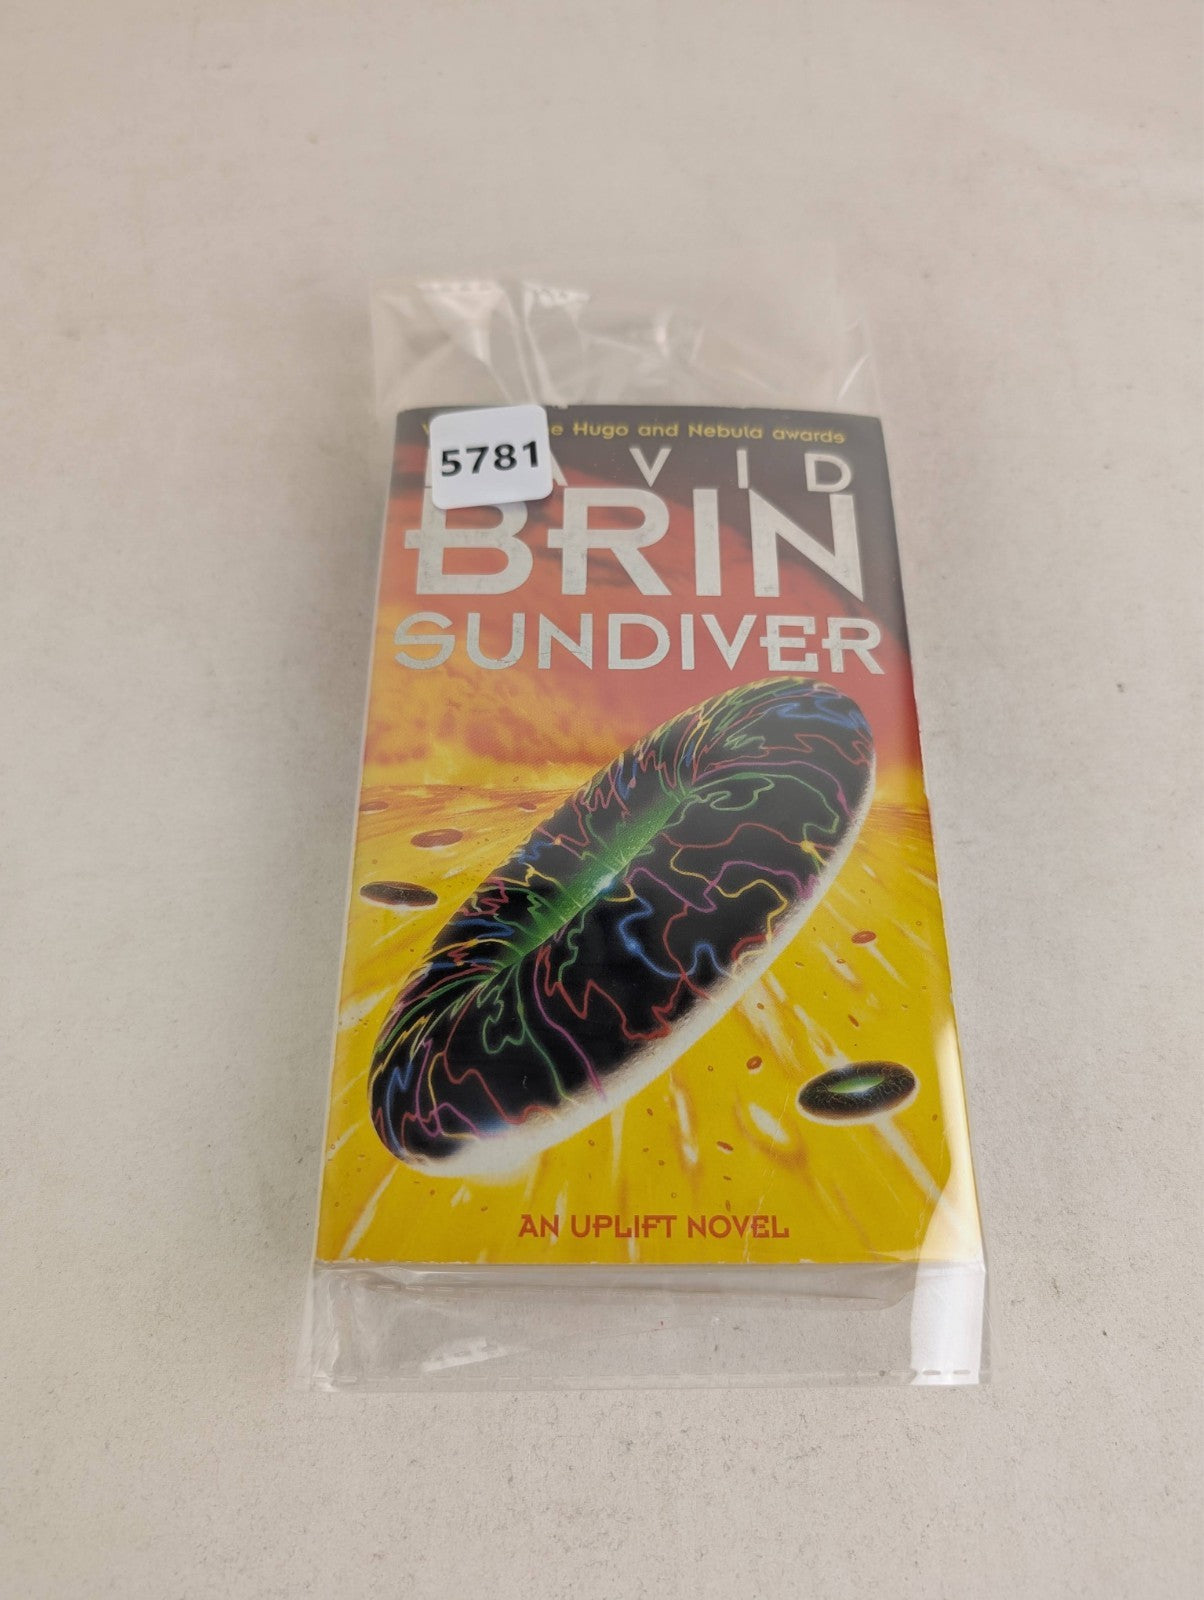 Hugo and Nebula awards
5781
BRIN
SUNDIVER
AN UPLIFT NOVEL